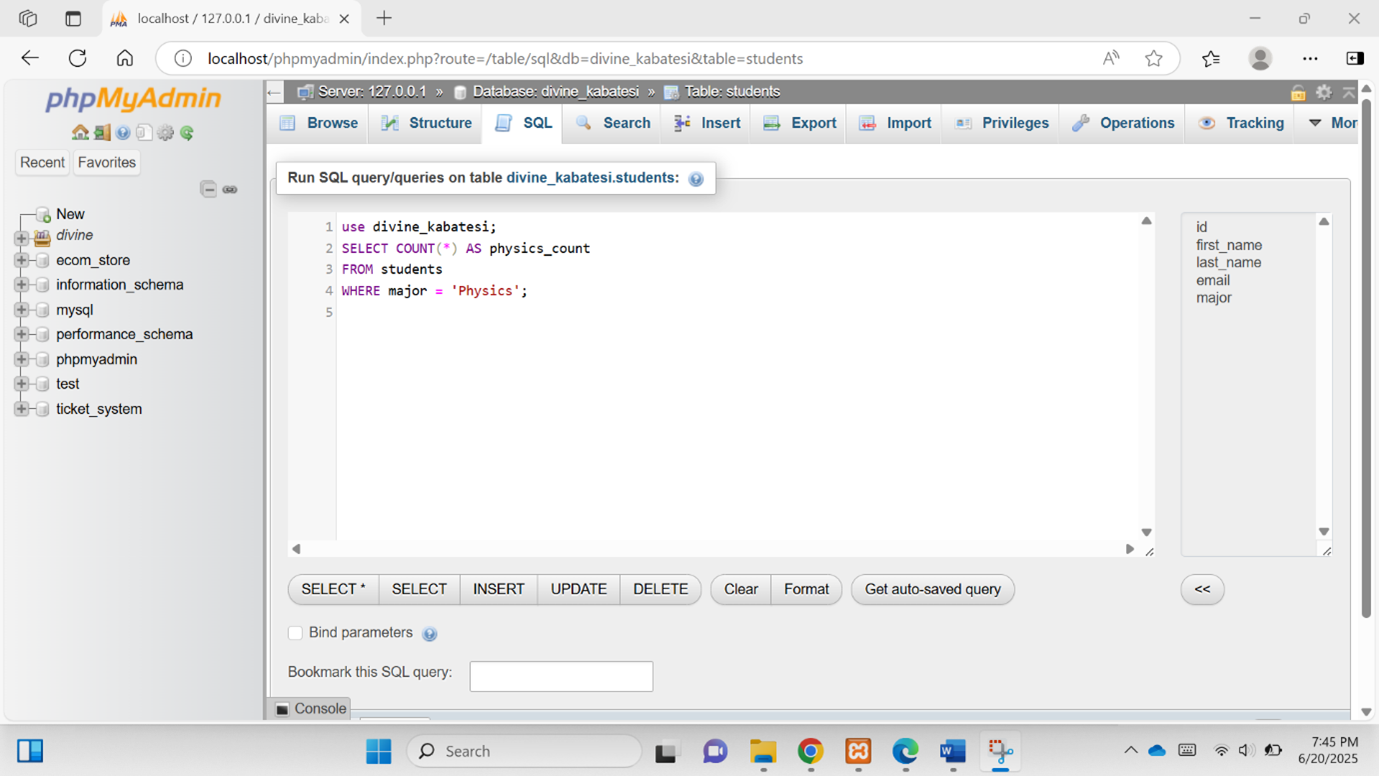 localhost / 127.0.0.1 / divine_kaba
localhost/phpmyadmin/index.php?route=/table/sql&db=divine_kabatesi&table=students
phpMyAdmin
Recent Favorites
New
divine
ecom_store
information_schema
mysql
performance_schema
phpmyadmin
test
ticket_system
Server: 127.0.0.1 » Database: divine_kabatesi » Table: students
Browse Structure SQL Search Insert Export Import Privileges Operations Tracking Mor
Run SQL query/queries on table divine_kabatesi.students:
1 use divine_kabatesi;
2 SELECT COUNT(*) AS physics_count
3 FROM students
4 WHERE major = 'Physics';
5
id
first_name
last_name
email
major
SELECT * SELECT INSERT UPDATE DELETE Clear Format Get auto-saved query <<
Bind parameters
Bookmark this SQL query:
Console
Search
7:45 PM
6/20/2025